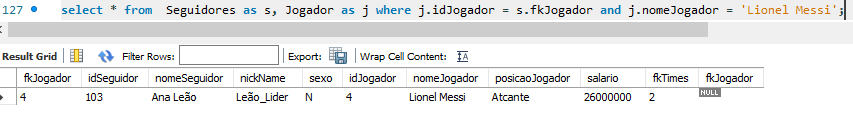 127 select * from  Seguidores as s, Jogador as j where j.idJogador = s.fkJogador and j.nomeJogador = 'Lionel Messi';
Result Grid Filter Rows: Export: Wrap Cell Content:
fkJogador idSeguidor nomeSeguidor nickName sexo idJogador nomeJogador posicaoJogador salario fkTimes fkJogador
4 103 Ana Leão Leão_Lider N 4 Lionel Messi Atcante 26000000 2 NULL